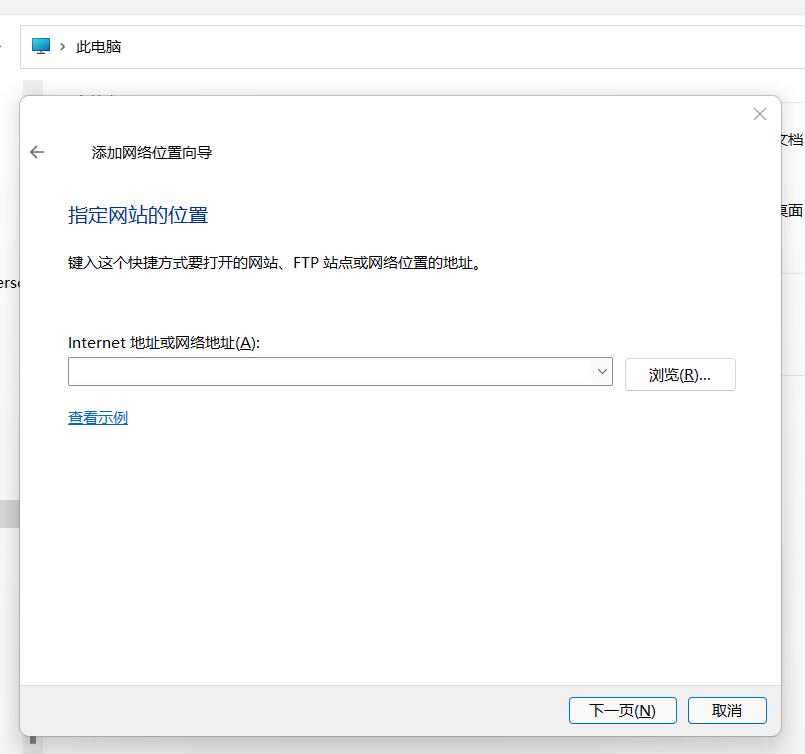 此电脑
添加网络位置向导
文档
指定网站的位置
桌面
键入这个快捷方式要打开的网站、FTP 站点或网络位置的地址。
Internet 地址或网络地址(A):
浏览(R)...
查看示例
下一页(N)
取消